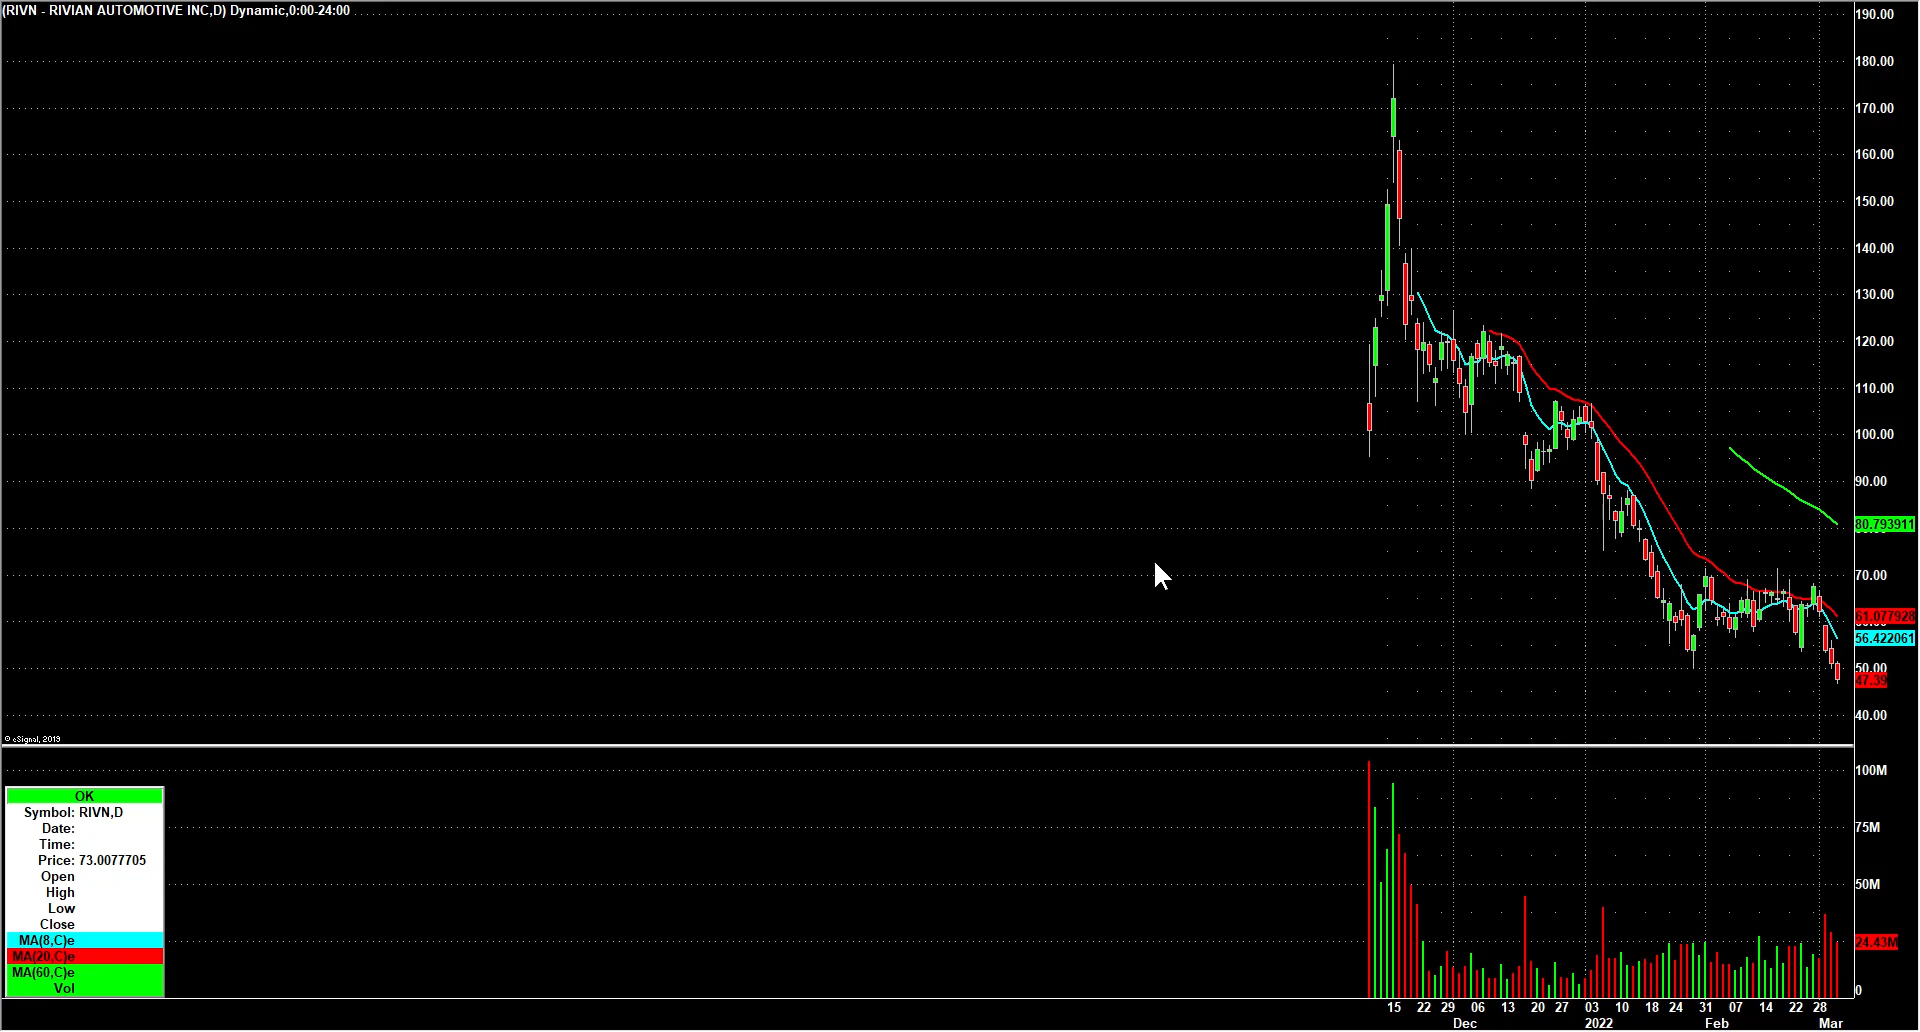 (RIVN - RIVIAN AUTOMOTIVE INC,D) Dynamic,0:00-24:00
190.00
180.00
170.00
160.00
150.00
140.00
130.00
120.00
110.00
100.00
90.00
80.793911
70.00
61.077928
56.422061
50.00
47.39
40.00
© eSignal, 2019
100M
75M
50M
24.43M
0
OK
Symbol: RIVN,D
Date:
Time:
Price: 73.0077705
Open
High
Low
Close
MA(8,C)e
MA(20,C)e
MA(60,C)e
Vol
15 22 29 06 13 20 27 03 10 18 24 31 07 14 22 28
Dec 2022 Feb Mar